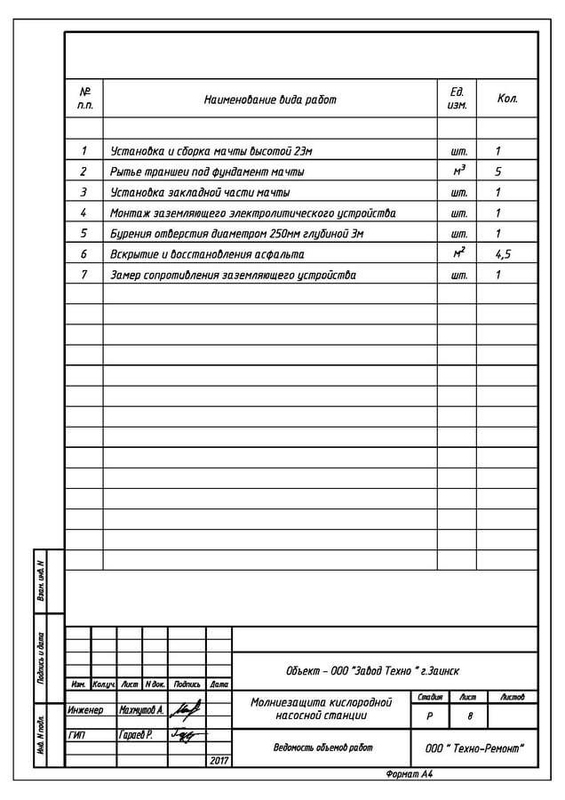 № п.п. Наименование вида работ Ед. изм. Кол.
1 Установка и сборка мачты высотой 23м шт. 1
2 Рытье траншеи под фундамент мачты м³ 5
3 Установка закладной части мачты шт. 1
4 Монтаж заземляющего электролитического устройства шт. 1
5 Бурения отверстия диаметром 250мм глубиной 3м шт. 1
6 Вскрытие и восстановления асфальта м² 4,5
7 Замер сопротивления заземляющего устройства шт. 1
Взам. инв. N
Подпись и дата
Инв. N подл.
Объект – ООО "Завод Техно " г.Заинск
Изм. Колуч. Лист N док. Подпись Дата
Инженер Махмутов А.
ГИП Гараев Р.
2017
Молниезащита кислородной
насосной станции
Стадия Лист Листов
Р 8
Ведомость объемов работ
ООО " Техно-Ремонт"
Формат А4